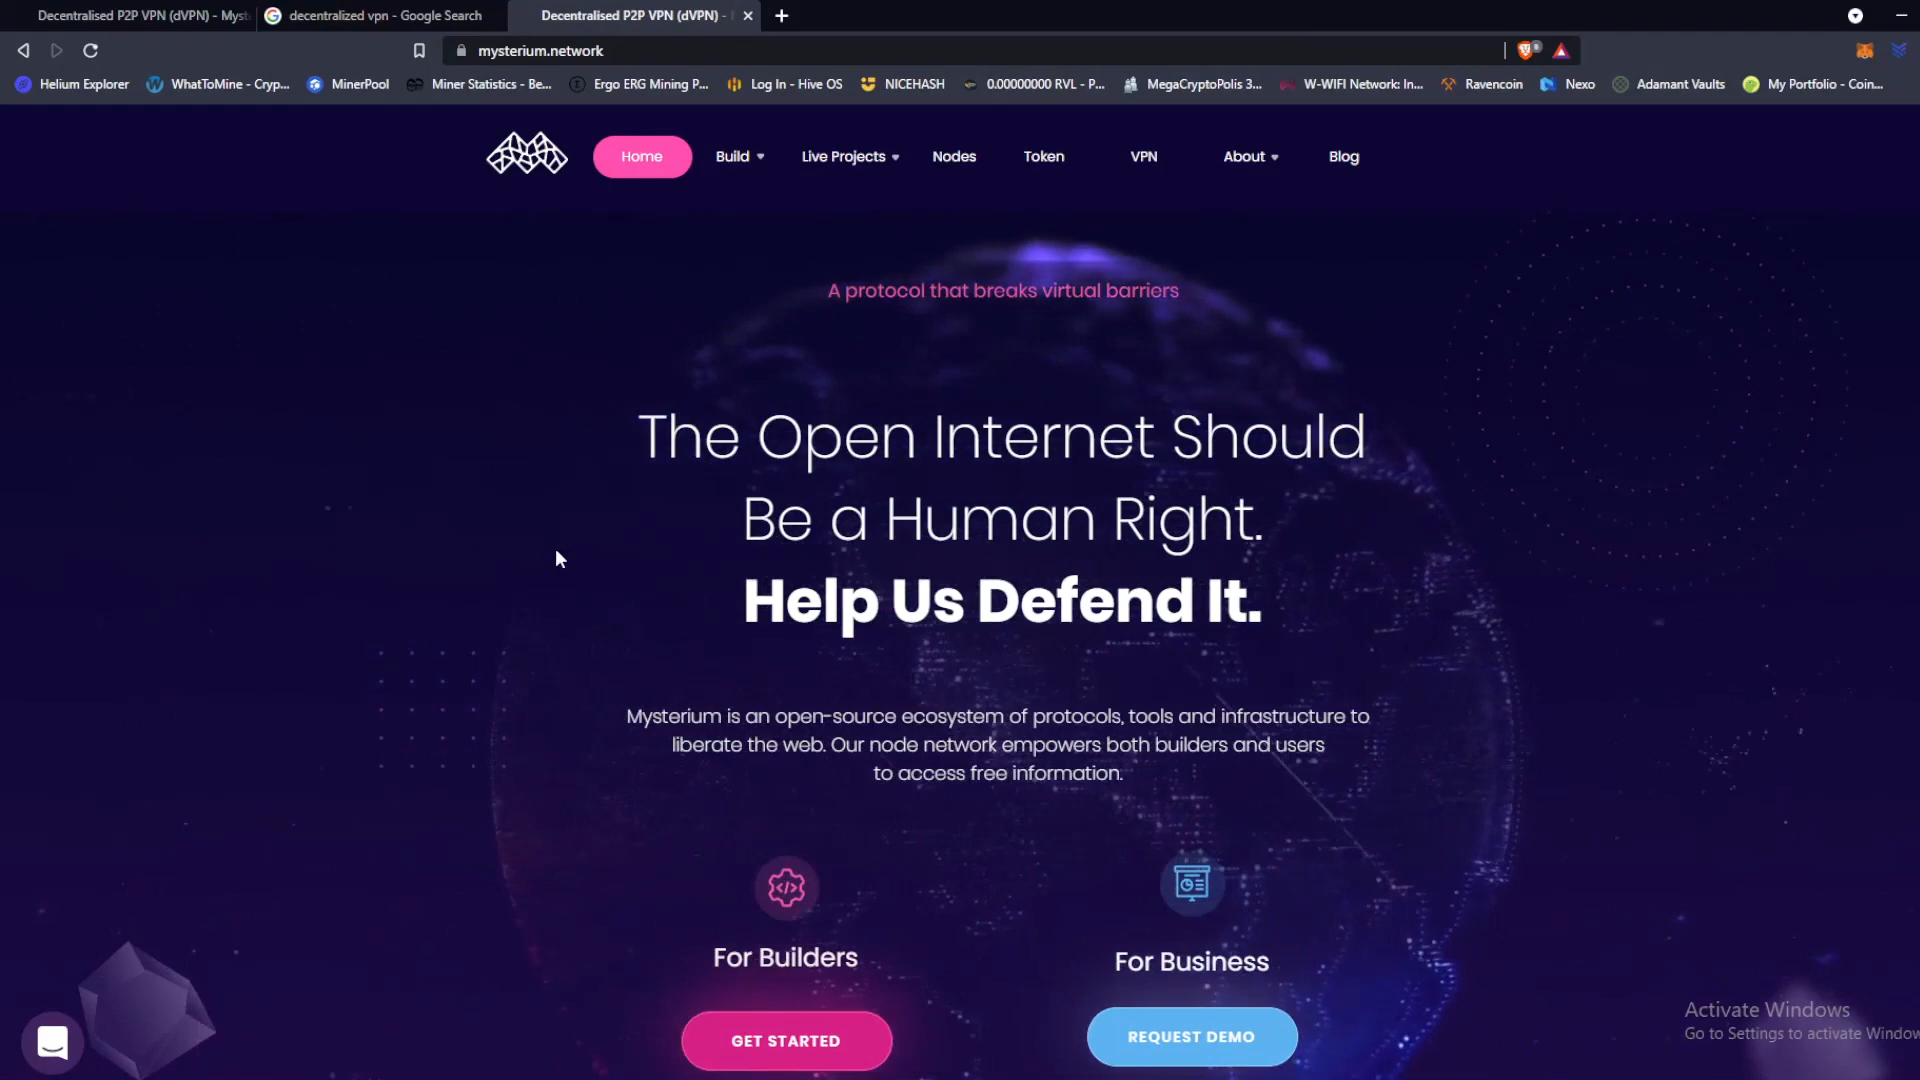 Decentralised P2P VPN (dVPN) - Myst
decentralized vpn - Google Search
Decentralised P2P VPN (dVPN) -
mysterium.network
Helium Explorer
WhatToMine - Cryp...
MinerPool
Miner Statistics - Be...
Ergo ERG Mining P...
Log In - Hive OS
NICEHASH
0.00000000 RVL - P...
MegaCryptoPolis 3...
W-WIFI Network: In...
Ravencoin
Nexo
Adamant Vaults
My Portfolio - Coin...
Home
Build
Live Projects
Nodes
Token
VPN
About
Blog
A protocol that breaks virtual barriers
The Open Internet Should
Be a Human Right.
Help Us Defend It.
Mysterium is an open-source ecosystem of protocols, tools and infrastructure to
liberate the web. Our node network empowers both builders and users
to access free information.
For Builders
For Business
GET STARTED
REQUEST DEMO
Activate Windows
Go to Settings to activate Window